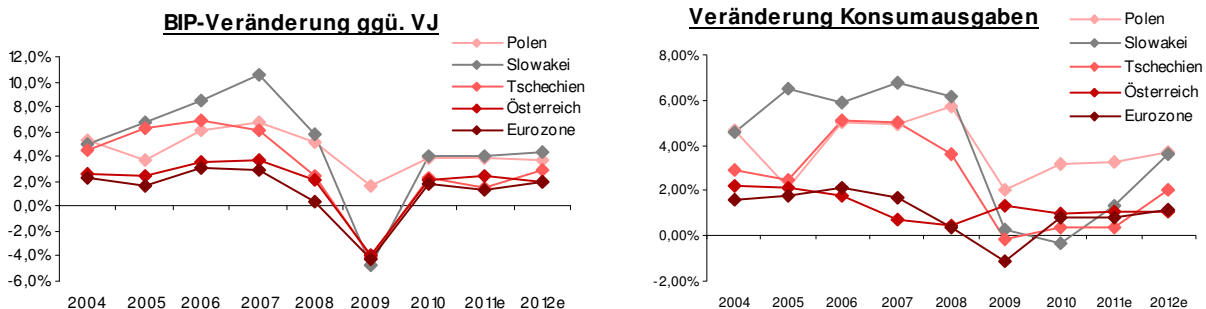 BIP-Veränderung ggü. VJ
Polen
Slowakei
Tschechien
Österreich
Eurozone
12,0%
10,0%
8,0%
6,0%
4,0%
2,0%
0,0%
-2,0%
-4,0%
-6,0%
2004 2005 2006 2007 2008 2009 2010 2011e 2012e
Veränderung Konsumausgaben
Polen
Slowakei
Tschechien
Österreich
Eurozone
8,00%
6,00%
4,00%
2,00%
0,00%
-2,00%
2004 2005 2006 2007 2008 2009 2010 2011e 2012e